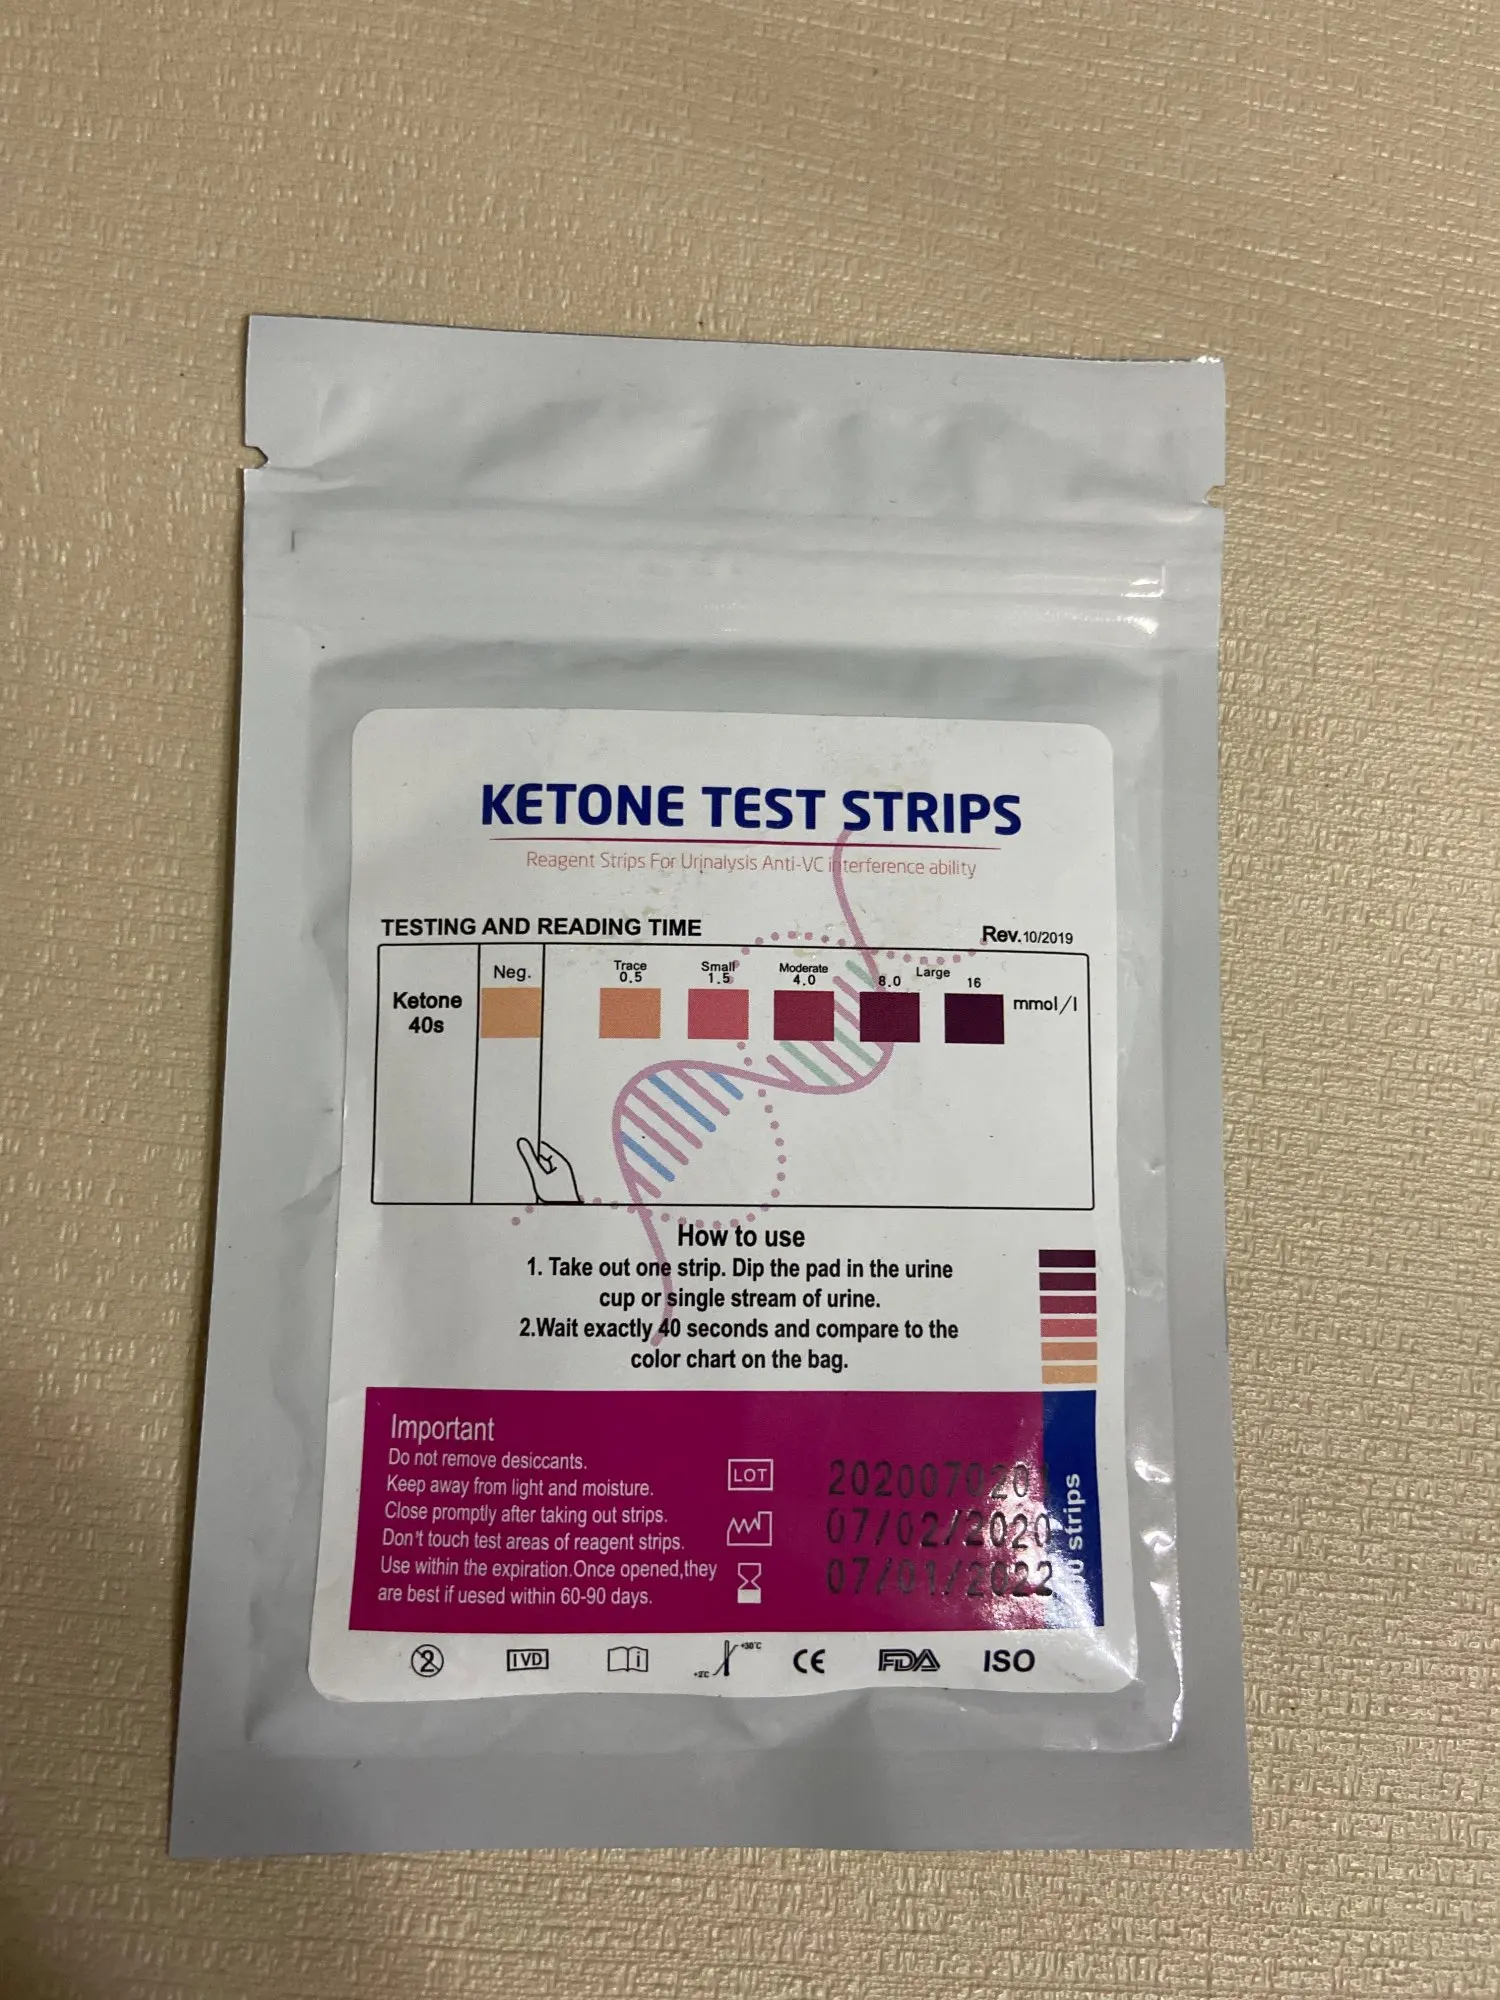 KETONE TEST STRIPS
Reagent Strips For Urinalysis Anti-VC interference ability
TESTING AND READING TIME
Rev.10/2019
Neg. Trace Small Moderate Large
0.5 1.5 4.0 8.0 16 mmol/l
Ketone
40s
How to use
1. Take out one strip. Dip the pad in the urine
cup or single stream of urine.
2.Wait exactly 40 seconds and compare to the
color chart on the bag.
Important
Do not remove desiccants.
Keep away from light and moisture.
Close promptly after taking out strips.
Don't touch test areas of reagent strips.
Use within the expiration.Once opened,they
are best if uesed within 60-90 days.
LOT 2020070201
07/02/2020
07/01/2022
strips
2 IVD i +2°C +30°C CE FDA ISO